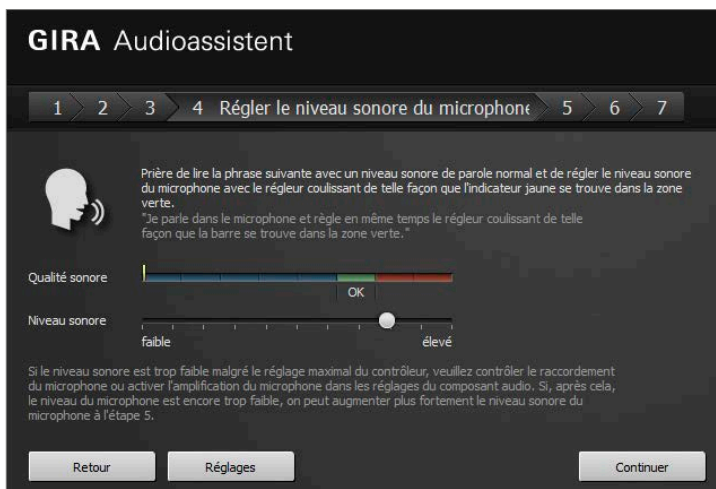 GIRA Audioassistent
1 2 3 4 Régler le niveau sonore du microphone 5 6 7
Prière de lire la phrase suivante avec un niveau sonore de parole normal et de régler le niveau sonore
du microphone avec le régleur coulissant de telle façon que l'indicateur jaune se trouve dans la zone
verte.
"Je parle dans le microphone et règle en même temps le régleur coulissant de telle
façon que la barre se trouve dans la zone verte."
Qualité sonore
OK
Niveau sonore
faible élevé
Si le niveau sonore est trop faible malgré le réglage maximal du contrôleur, veuillez contrôler le raccordement
du microphone ou activer l'amplification du microphone dans les réglages du composant audio. Si, après cela,
le niveau du microphone est encore trop faible, on peut augmenter plus fortement le niveau sonore du
microphone à l'étape 5.
Retour Réglages Continuer